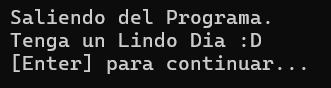 Saliendo del Programa.
Tenga un Lindo Dia :D
[Enter] para continuar...